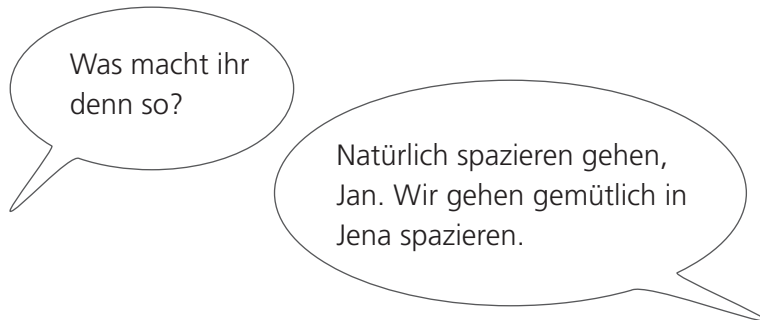 Was macht ihr
denn so?
Natürlich spazieren gehen,
Jan. Wir gehen gemütlich in
Jena spazieren.